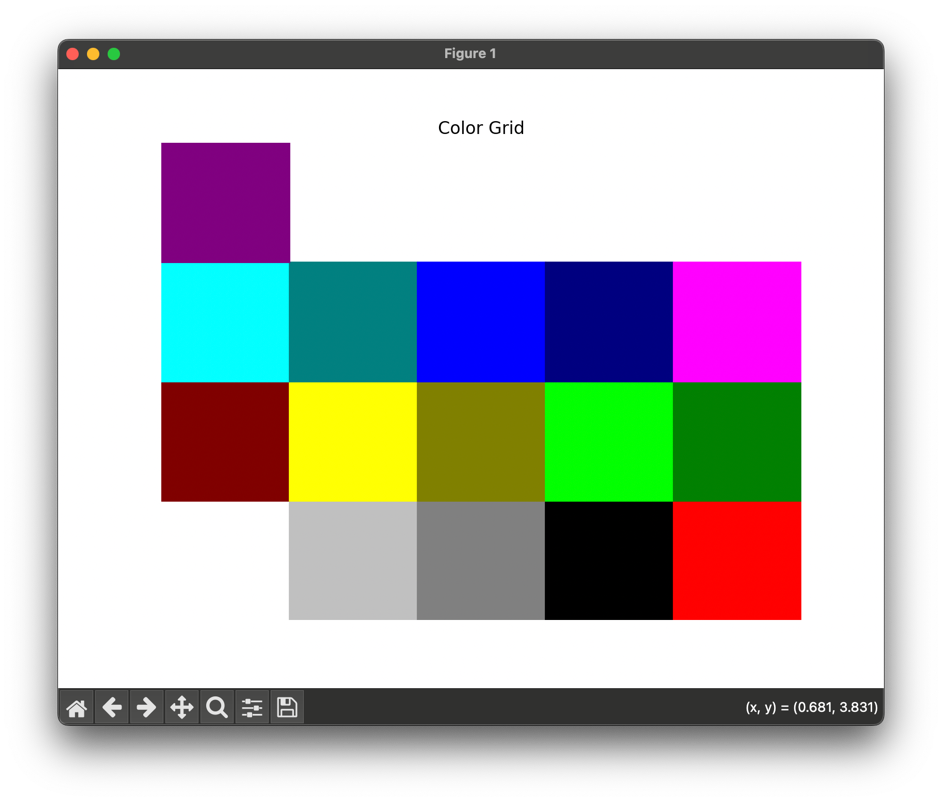 Figure 1
Color Grid
(x, y) = (0.681, 3.831)